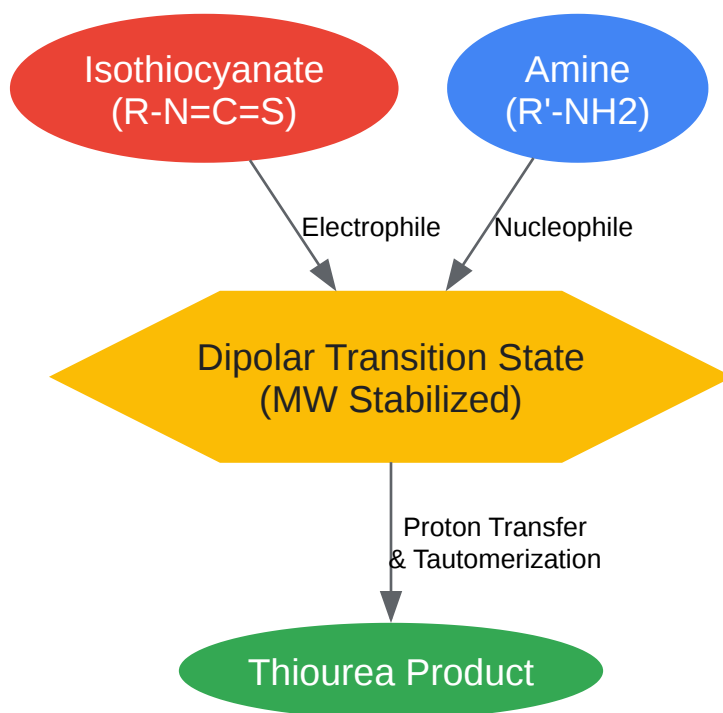 Isothiocyanate
(R-N=C=S)
Amine
(R'-NH2)
Electrophile
Nucleophile
Dipolar Transition State
(MW Stabilized)
Proton Transfer
& Tautomerization
Thiourea Product